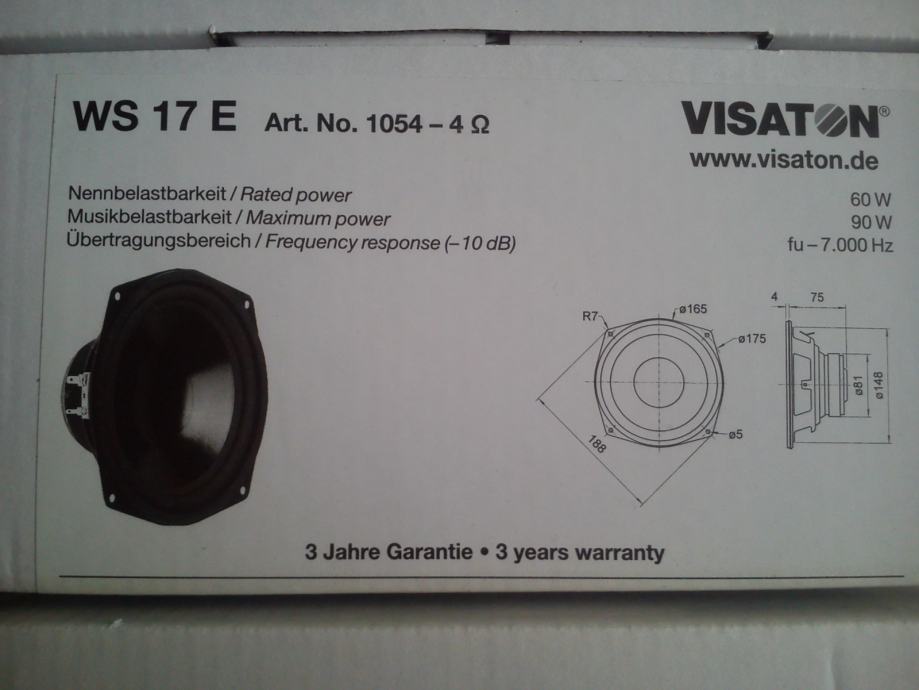 WS 17 E Art. No. 1054 – 4 Ω
VISATON®
www.visaton.de
Nennbelastbarkeit / Rated power 60 W
Musikbelastbarkeit / Maximum power 90 W
Übertragungsbereich / Frequency response (– 10 dB) fu – 7.000 Hz
R7
ø165
ø175
ø5
188
4
75
ø81
ø148
3 Jahre Garantie • 3 years warranty